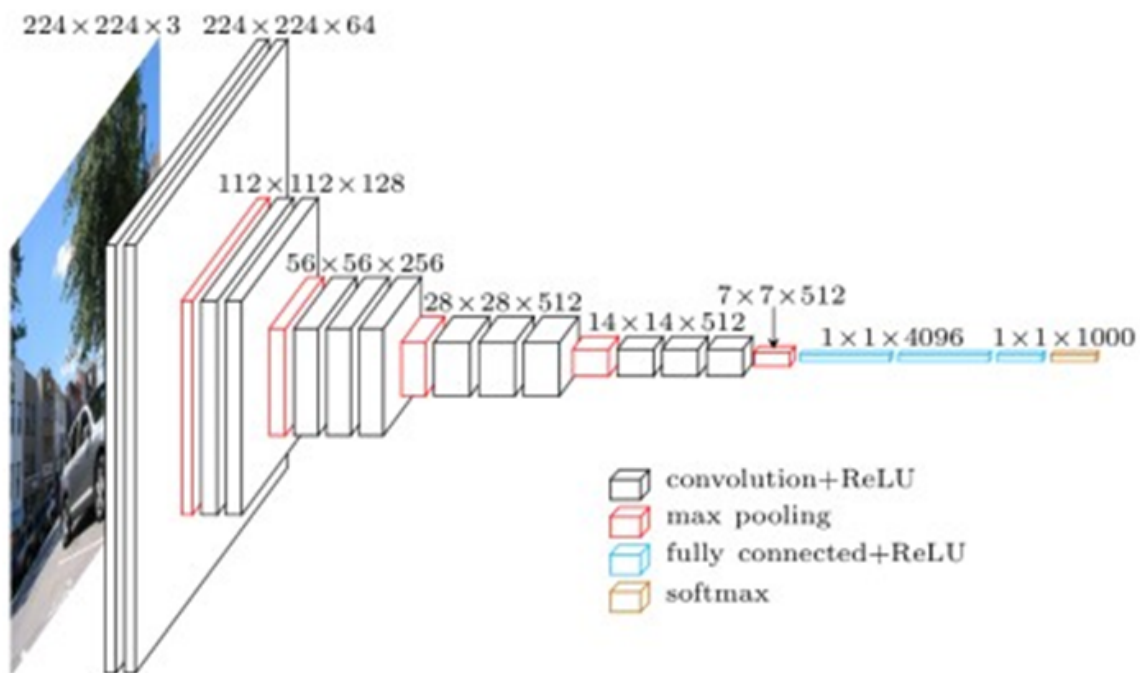 224×224×3
224×224×64
112×112×128
56×56×256
28×28×512
14×14×512
7×7×512
1×1×4096
1×1×1000
convolution+ReLU
max pooling
fully connected+ReLU
softmax